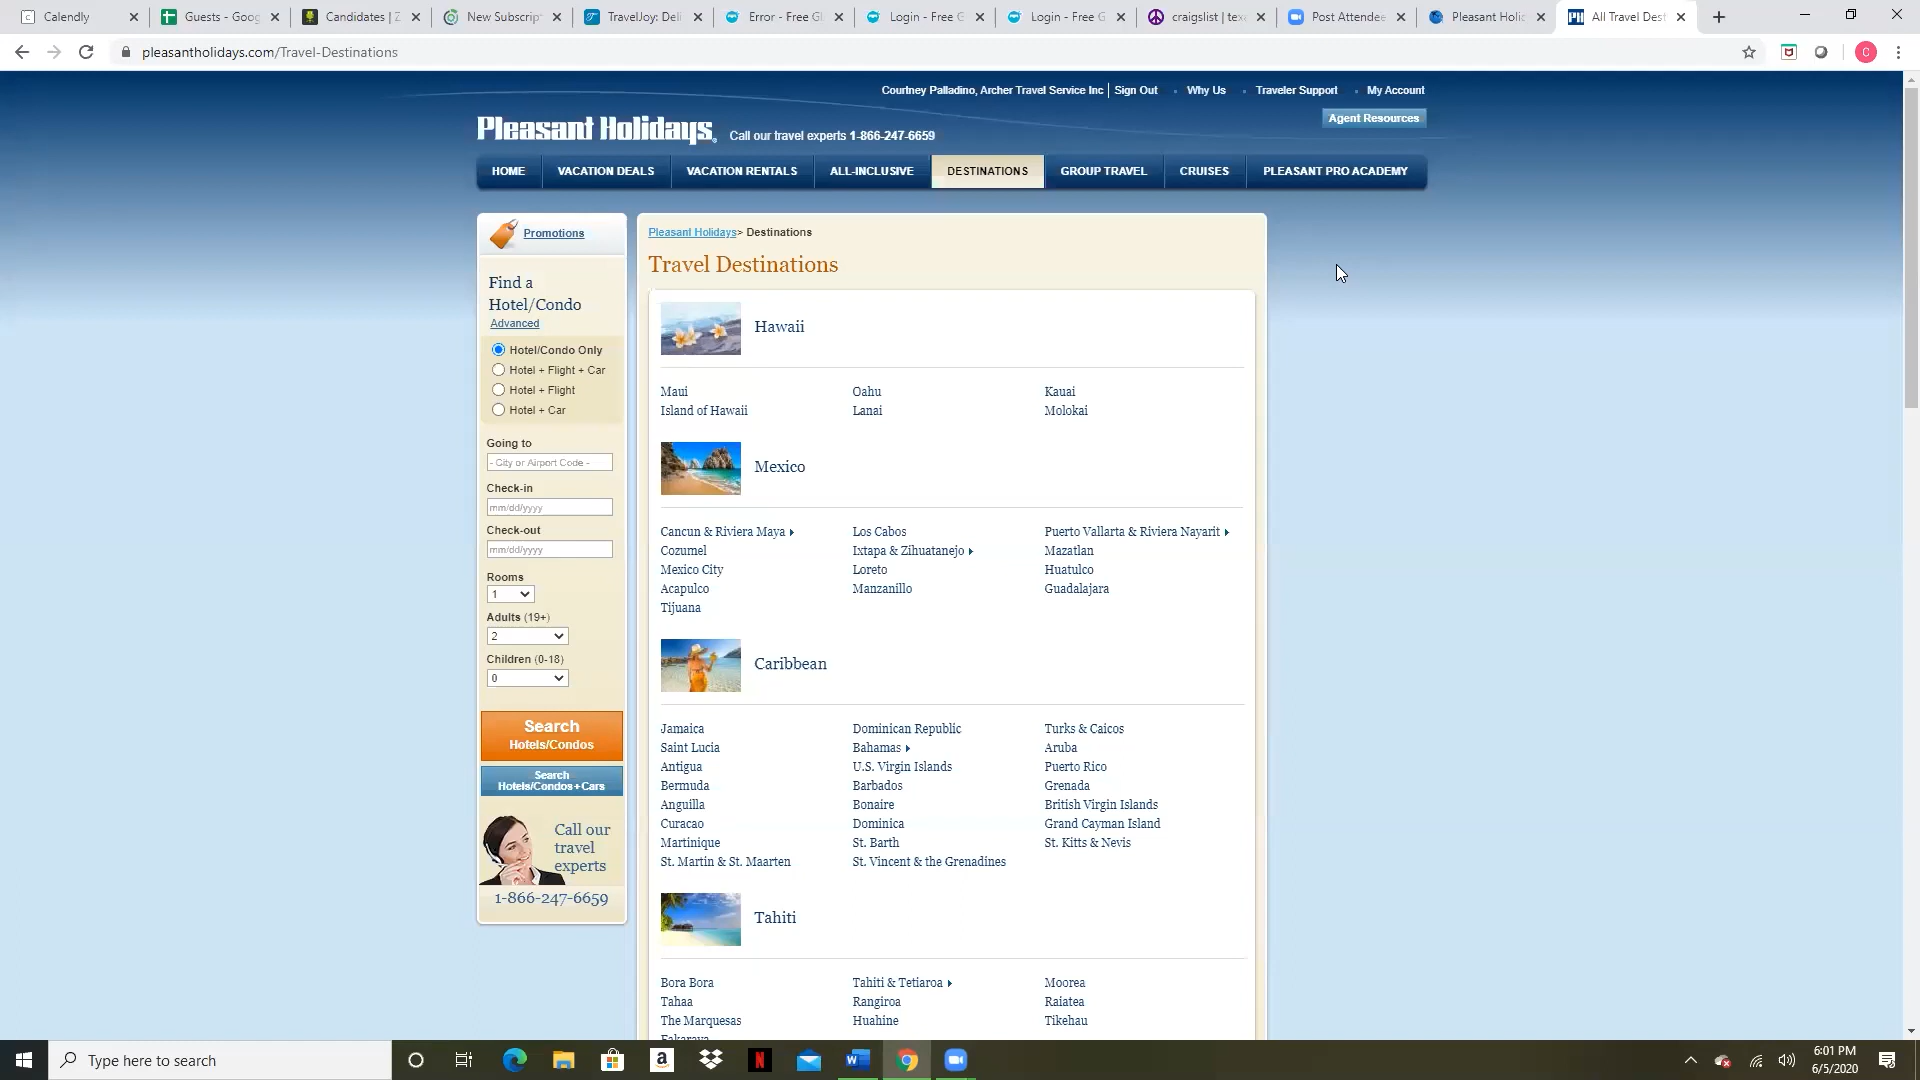 Calendly
Guests - Goog
Candidates | Z
New Subscrip
TravelJoy: Deli
Error - Free G
Login - Free G
Login - Free G
craigslist | tex
Post Attendee
Pleasant Holic
All Travel Dest
pleasantholidays.com/Travel-Destinations
Courtney Palladino, Archer Travel Service Inc | Sign Out Why Us Traveler Support My Account
Agent Resources
Pleasant Holidays. Call our travel experts 1-866-247-6659
HOME VACATION DEALS VACATION RENTALS ALL-INCLUSIVE DESTINATIONS GROUP TRAVEL CRUISES PLEASANT PRO ACADEMY
Promotions
Find a
Hotel/Condo
Advanced
Hotel/Condo Only
Hotel + Flight + Car
Hotel + Flight
Hotel + Car
Going to
- City or Airport Code -
Check-in
mm/dd/yyyy
Check-out
mm/dd/yyyy
Rooms
1
Adults (19+)
2
Children (0-18)
0
Search
Hotels/Condos
Search
Hotels/Condos+Cars
Call our
travel
experts
1-866-247-6659
Pleasant Holidays> Destinations
Travel Destinations
Hawaii
Maui Oahu Kauai
Island of Hawaii Lanai Molokai
Mexico
Cancun & Riviera Maya Los Cabos Puerto Vallarta & Riviera Nayarit
Cozumel Ixtapa & Zihuatanejo Mazatlan
Mexico City Loreto Huatulco
Acapulco Manzanillo Guadalajara
Tijuana
Caribbean
Jamaica Dominican Republic Turks & Caicos
Saint Lucia Bahamas Aruba
Antigua U.S. Virgin Islands Puerto Rico
Bermuda Barbados Grenada
Anguilla Bonaire British Virgin Islands
Curacao Dominica Grand Cayman Island
Martinique St. Barth St. Kitts & Nevis
St. Martin & St. Maarten St. Vincent & the Grenadines
Tahiti
Bora Bora Tahiti & Tetiaroa Moorea
Tahaa Rangiroa Raiatea
The Marquesas Huahine Tikehau
Fakarava
Type here to search
6:01 PM
6/5/2020